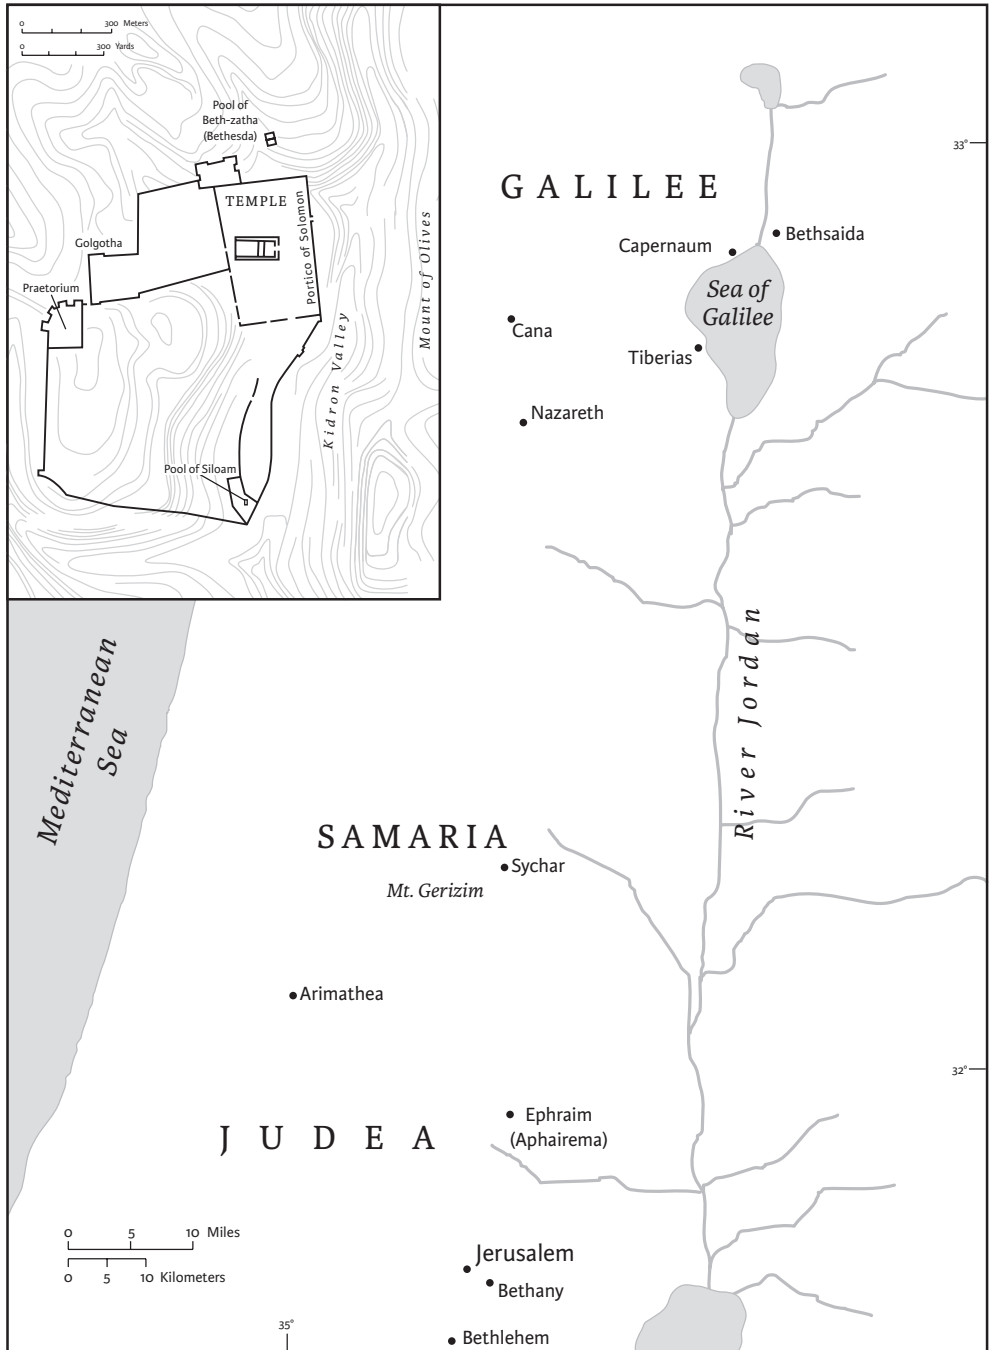 0 300 Meters
0 300 Yards
Pool of
Beth-zatha
(Bethesda)
TEMPLE
Portico of Solomon
Golgotha
Praetorium
Mount of Olives
Kidron Valley
Pool of Siloam
33°
GALILEE
Bethsaida
Capernaum
Sea of
Galilee
Cana
Tiberias
Nazareth
River Jordan
Mediterranean
Sea
SAMARIA
Sychar
Mt. Gerizim
Arimathea
32°
Ephraim
(Aphairema)
JUDEA
0 5 10 Miles
0 5 10 Kilometers
Jerusalem
Bethany
35°
Bethlehem